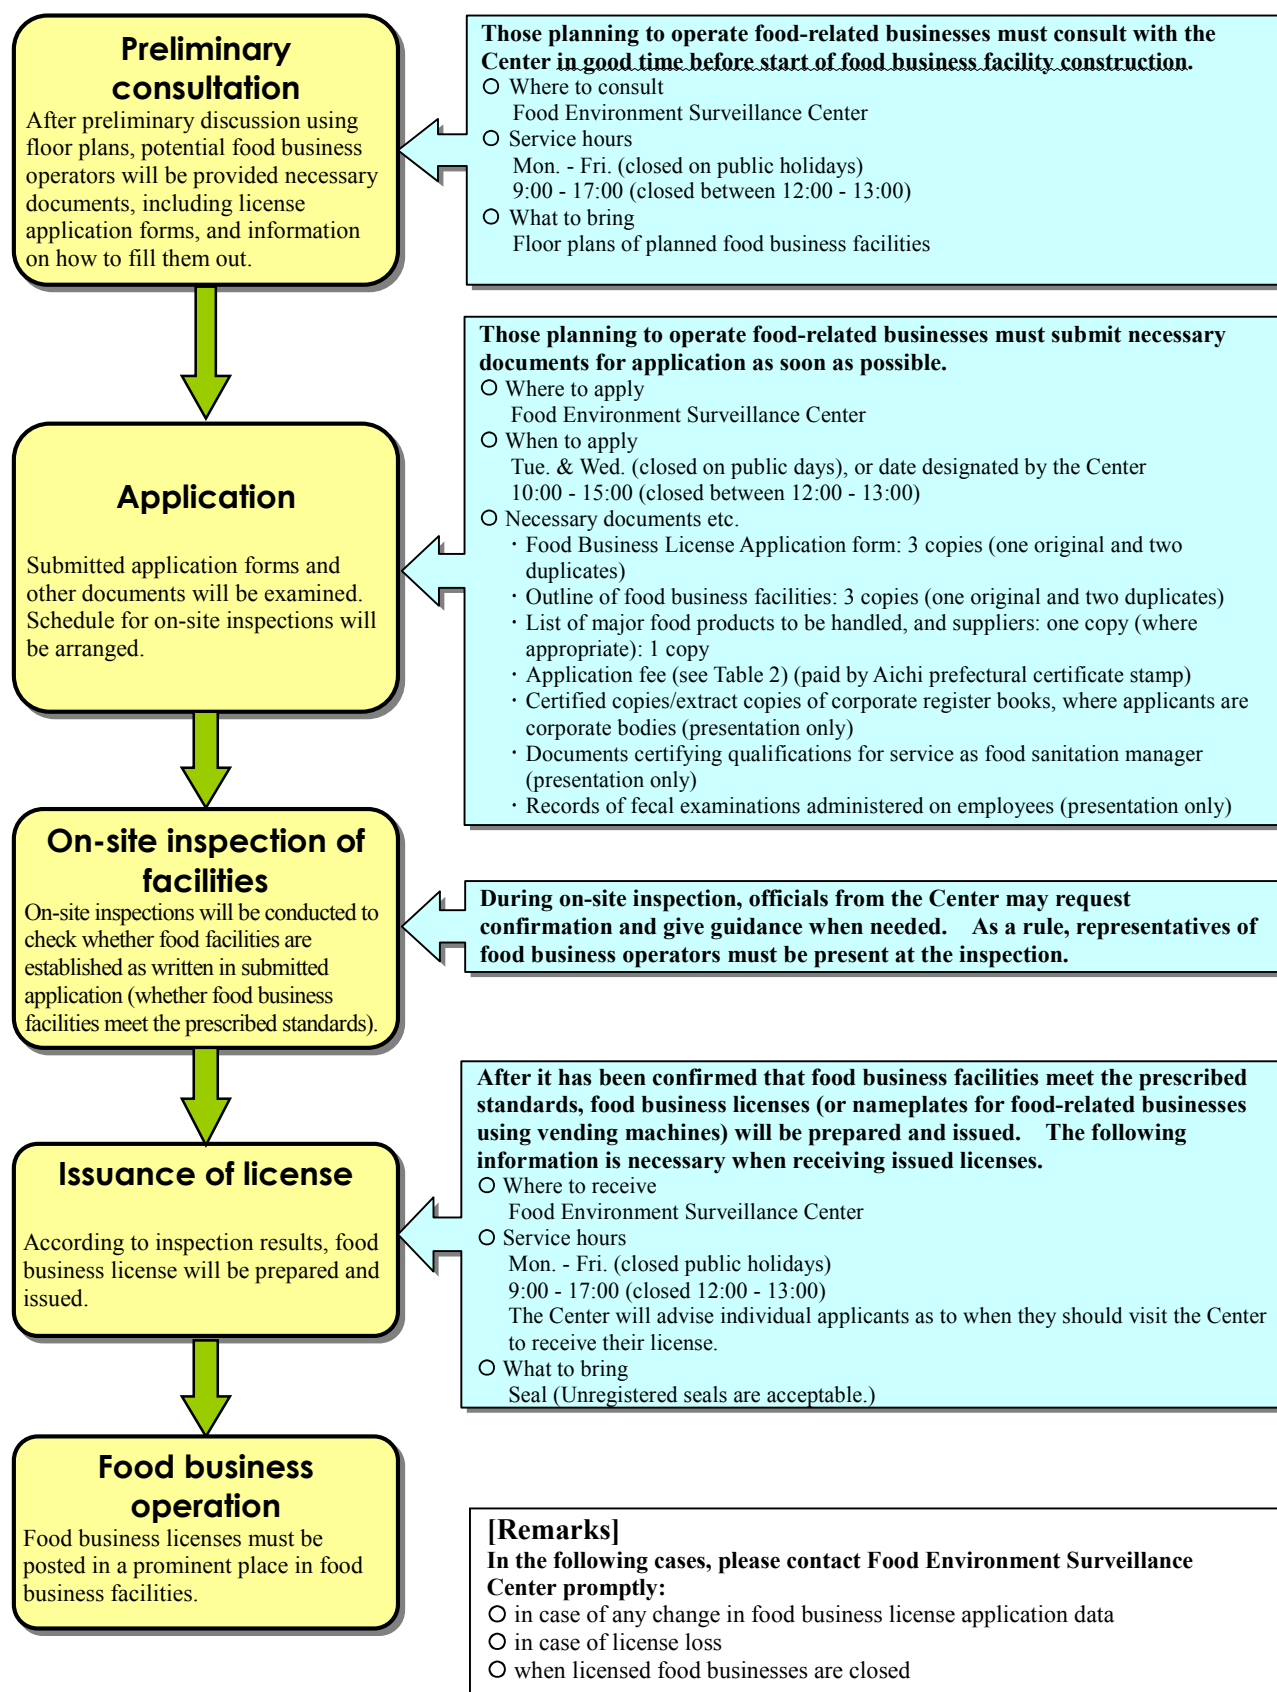 Preliminary
consultation
After preliminary discussion using
floor plans, potential food business
operators will be provided necessary
documents, including license
application forms, and information
on how to fill them out.
Those planning to operate food-related businesses must consult with the
Center in good time before start of food business facility construction.
○ Where to consult
Food Environment Surveillance Center
○ Service hours
Mon. - Fri. (closed on public holidays)
9:00 - 17:00 (closed between 12:00 - 13:00)
○ What to bring
Floor plans of planned food business facilities
Application
Submitted application forms and
other documents will be examined.
Schedule for on-site inspections will
be arranged.
Those planning to operate food-related businesses must submit necessary
documents for application as soon as possible.
○ Where to apply
Food Environment Surveillance Center
○ When to apply
Tue. & Wed. (closed on public days), or date designated by the Center
10:00 - 15:00 (closed between 12:00 - 13:00)
○ Necessary documents etc.
・Food Business License Application form: 3 copies (one original and two
duplicates)
・Outline of food business facilities: 3 copies (one original and two duplicates)
・List of major food products to be handled, and suppliers: one copy (where
appropriate): 1 copy
・Application fee (see Table 2) (paid by Aichi prefectural certificate stamp)
・Certified copies/extract copies of corporate register books, where applicants are
corporate bodies (presentation only)
・Documents certifying qualifications for service as food sanitation manager
(presentation only)
・Records of fecal examinations administered on employees (presentation only)
On-site inspection of
facilities
On-site inspections will be conducted to
check whether food facilities are
established as written in submitted
application (whether food business
facilities meet the prescribed standards).
During on-site inspection, officials from the Center may request
confirmation and give guidance when needed. As a rule, representatives of
food business operators must be present at the inspection.
Issuance of license
According to inspection results, food
business license will be prepared and
issued.
After it has been confirmed that food business facilities meet the prescribed
standards, food business licenses (or nameplates for food-related businesses
using vending machines) will be prepared and issued. The following
information is necessary when receiving issued licenses.
○ Where to receive
Food Environment Surveillance Center
○ Service hours
Mon. - Fri. (closed public holidays)
9:00 - 17:00 (closed 12:00 - 13:00)
The Center will advise individual applicants as to when they should visit the Center
to receive their license.
○ What to bring
Seal (Unregistered seals are acceptable.)
Food business
operation
Food business licenses must be
posted in a prominent place in food
business facilities.
[Remarks]
In the following cases, please contact Food Environment Surveillance
Center promptly:
○ in case of any change in food business license application data
○ in case of license loss
○ when licensed food businesses are closed